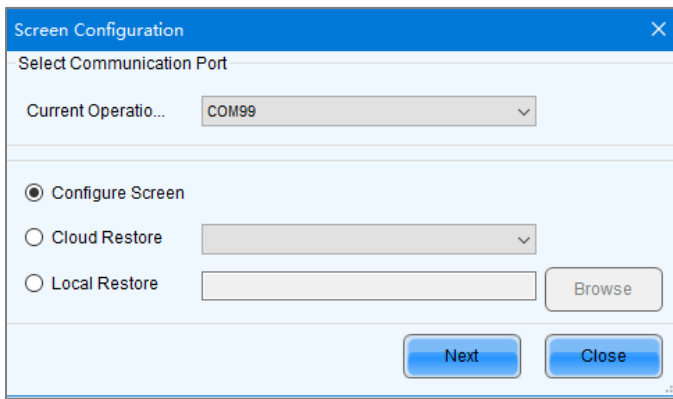 Screen Configuration
Select Communication Port
Current Operatio... COM99
Configure Screen
Cloud Restore
Local Restore Browse
Next Close